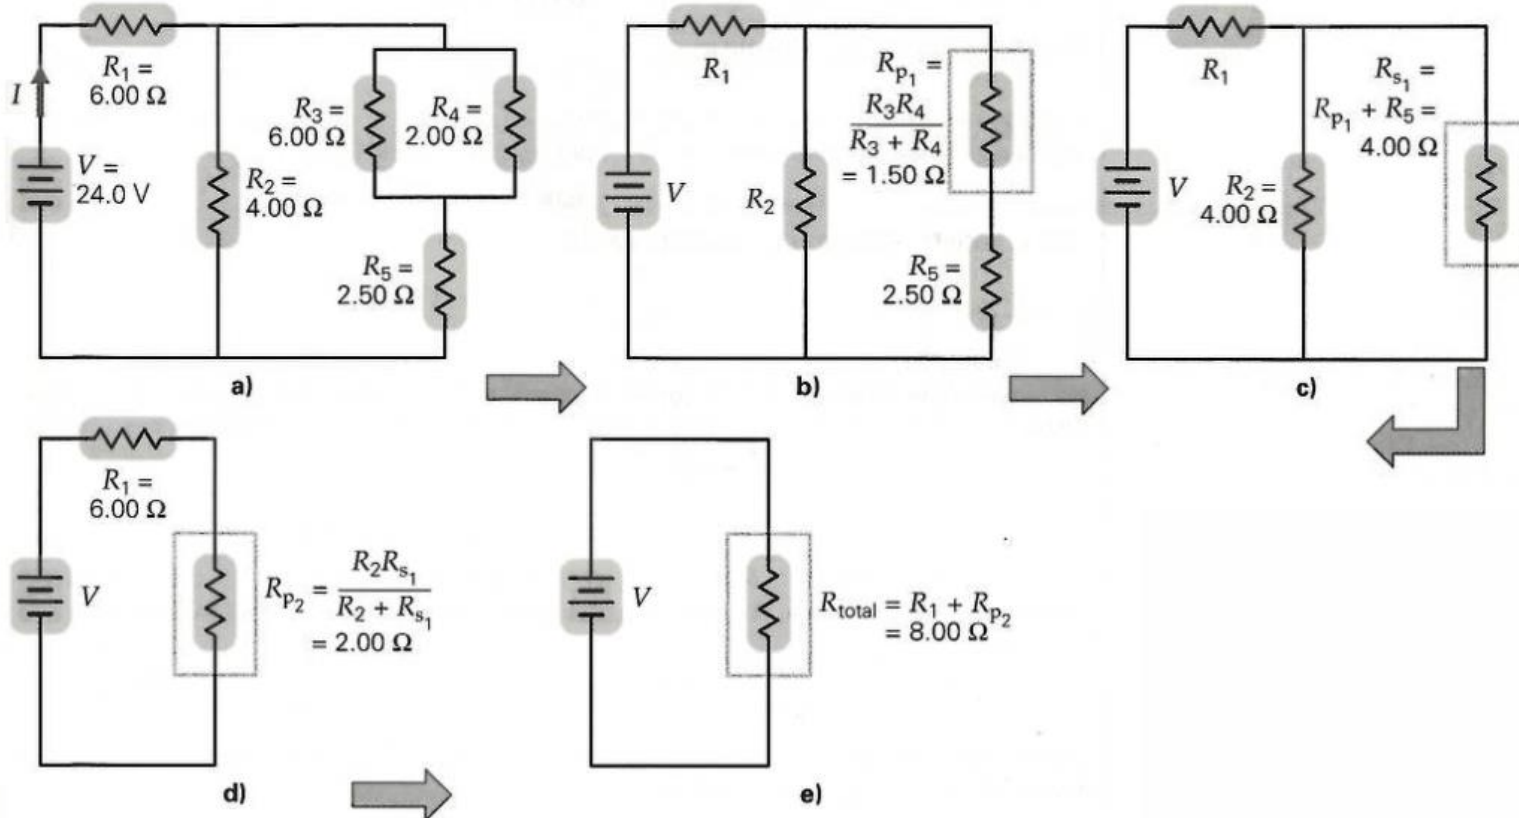 I
R1 =
6.00 Ω
V =
24.0 V
R2 =
4.00 Ω
R3 =
6.00 Ω
R4 =
2.00 Ω
R5 =
2.50 Ω
a)
R1
V
R2
Rp1 =
R3R4
R3 + R4
= 1.50 Ω
R5 =
2.50 Ω
b)
R1
V
R2 =
4.00 Ω
Rs1 =
Rp1 + R5 =
4.00 Ω
c)
R1 =
6.00 Ω
V
Rp2 = R2Rs1
R2 + Rs1
= 2.00 Ω
d)
V
Rtotal = R1 + Rp2
= 8.00 Ω
e)